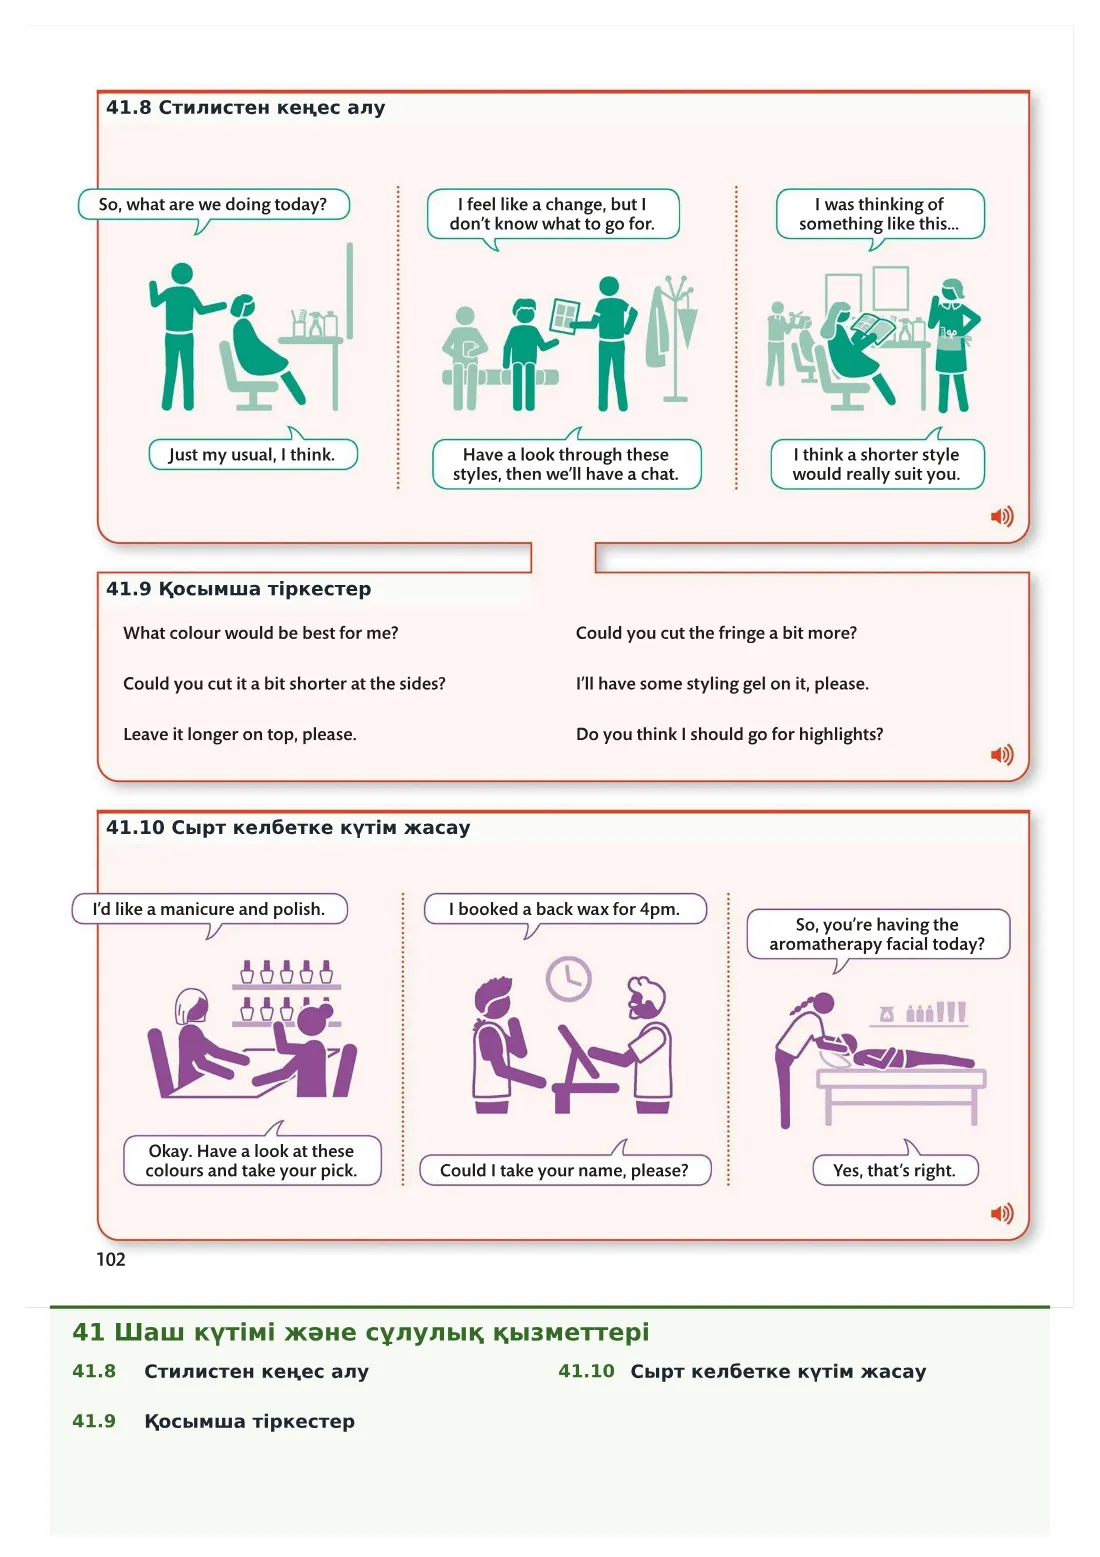 41.8 Стилистен кеңес алу
So, what are we doing today?
Just my usual, I think.
I feel like a change, but I
don't know what to go for.
Have a look through these
styles, then we'll have a chat.
I was thinking of
something like this...
I think a shorter style
would really suit you.
41.9 Қосымша тіркестер
What colour would be best for me?
Could you cut it a bit shorter at the sides?
Leave it longer on top, please.
Could you cut the fringe a bit more?
I'll have some styling gel on it, please.
Do you think I should go for highlights?
41.10 Сырт келбетке күтім жасау
I'd like a manicure and polish.
Okay. Have a look at these
colours and take your pick.
I booked a back wax for 4pm.
Could I take your name, please?
So, you're having the
aromatherapy facial today?
Yes, that's right.
102
41 Шаш күтімі және сұлулық қызметтері
41.8 Стилистен кеңес алу
41.9 Қосымша тіркестер
41.10 Сырт келбетке күтім жасау